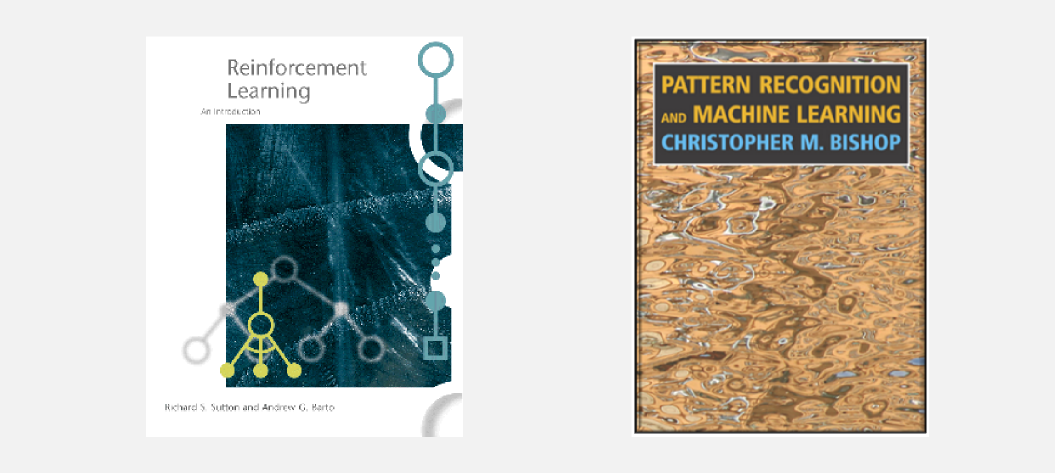 Reinforcement
Learning
An Introduction
Richard S. Sutton and Andrew G. Barto
PATTERN RECOGNITION
AND MACHINE LEARNING
CHRISTOPHER M. BISHOP